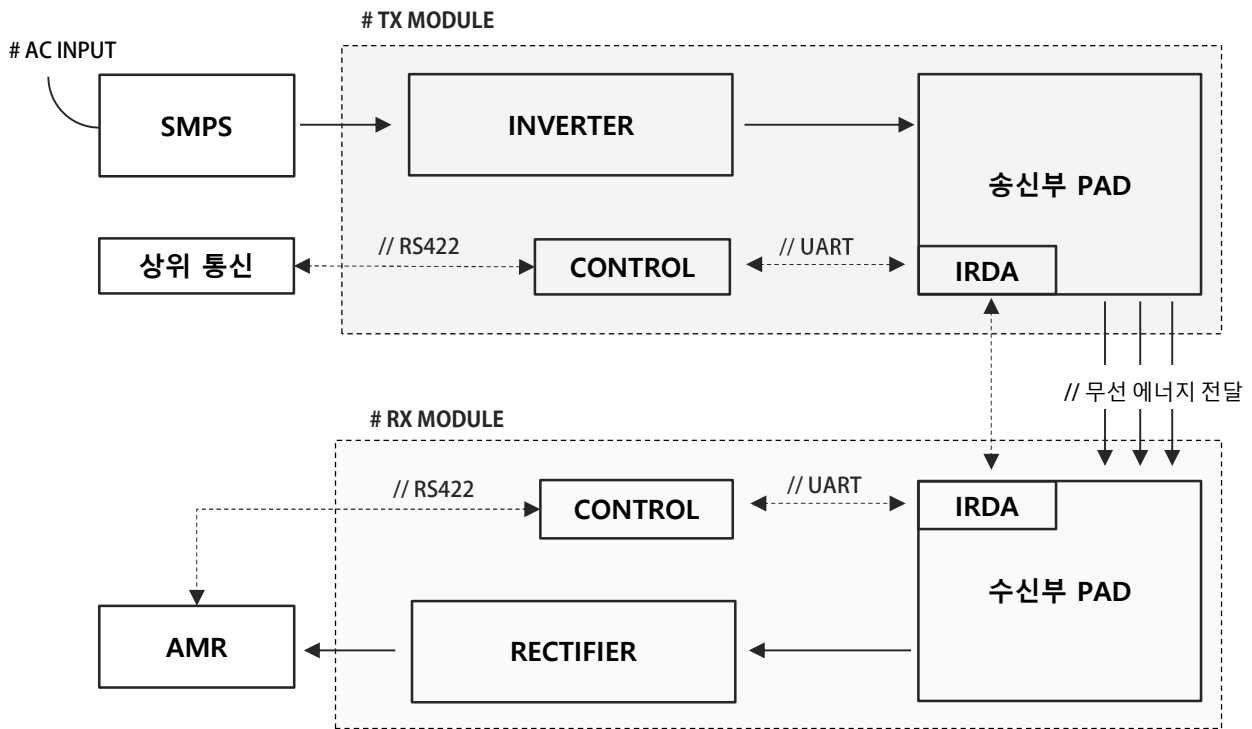 # TX MODULE
# AC INPUT
SMPS
INVERTER
송신부 PAD
상위 통신
// RS422
CONTROL
// UART
IRDA
// 무선 에너지 전달
# RX MODULE
// RS422
CONTROL
// UART
IRDA
수신부 PAD
AMR
RECTIFIER